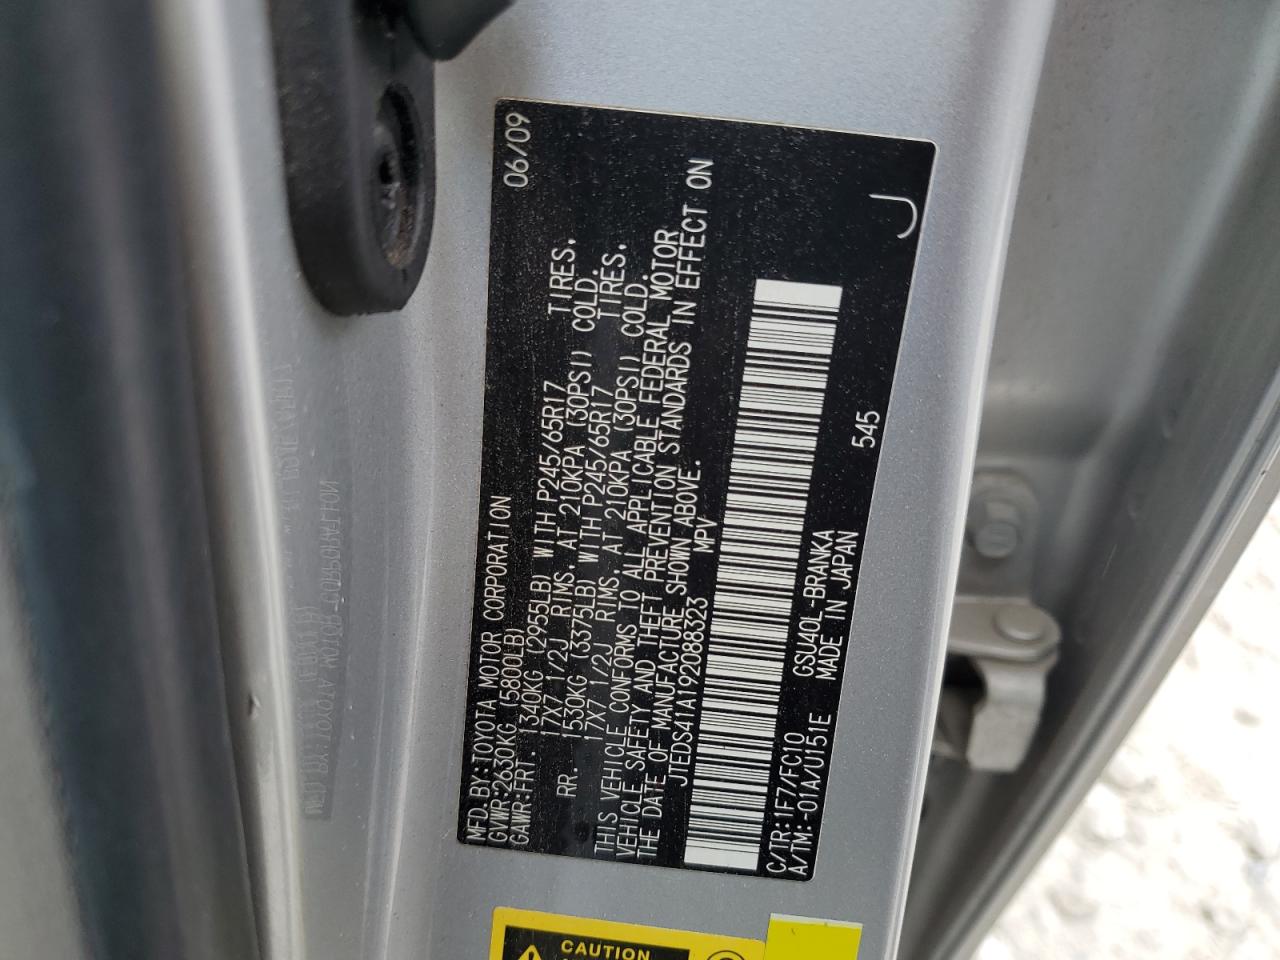 MFD. BY: TOYOTA MOTOR CORPORATION 06/09
GVWR: 2630KG (5800LB)
GAWR: FRT. 1340KG (2955LB) WITH P245/65R17 TIRES.
17X7 1/2J RIMS. AT 210KPA (30PSI) COLD.
RR. 1530KG (3375LB) WITH P245/65R17 TIRES.
17X7 1/2J RIMS. AT 210KPA (30PSI) COLD.
THIS VEHICLE CONFORMS TO ALL APPLICABLE FEDERAL MOTOR
VEHICLE SAFETY AND THEFT PREVENTION STANDARDS IN EFFECT ON
THE DATE OF MANUFACTURE SHOWN ABOVE.
JTEDS41A192088323 MPV
C/TR: 1F7/FC10 GSU40L-BRANKA 545
A/TM: -01A/U151E MADE IN JAPAN
J
CAUTION